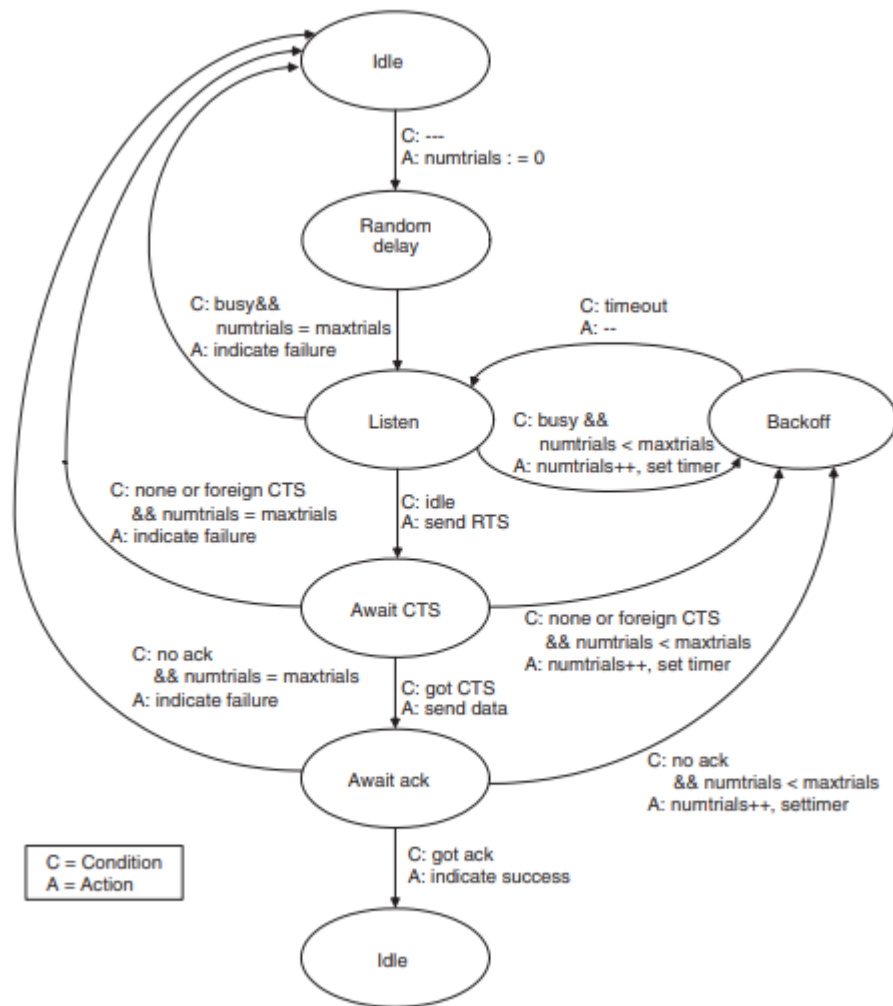 Idle
C: ---
A: numtrials : = 0
Random
delay
C: busy&&
numtrials = maxtrials
A: indicate failure
C: timeout
A: --
Listen
Backoff
C: busy &&
numtrials < maxtrials
A: numtrials++, set timer
C: none or foreign CTS
&& numtrials = maxtrials
A: indicate failure
C: idle
A: send RTS
Await CTS
C: none or foreign CTS
&& numtrials < maxtrials
A: numtrials++, set timer
C: no ack
&& numtrials = maxtrials
A: indicate failure
C: got CTS
A: send data
Await ack
C: no ack
&& numtrials < maxtrials
A: numtrials++, settimer
C = Condition
A = Action
C: got ack
A: indicate success
Idle